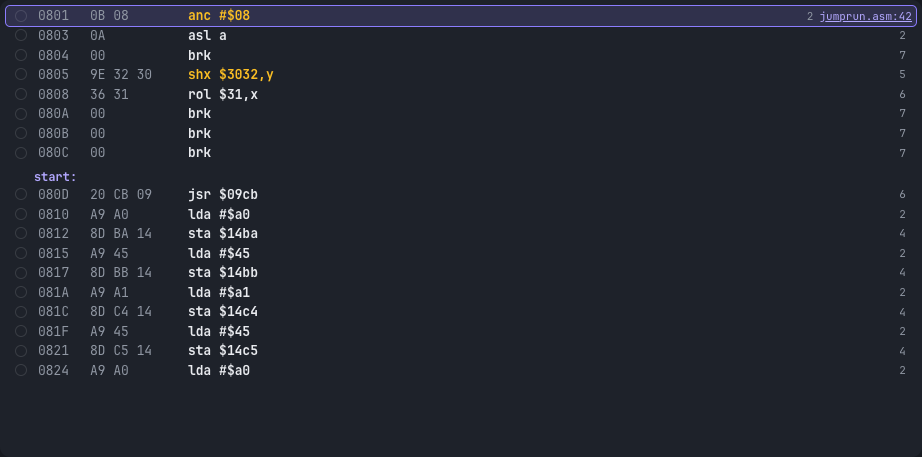 0801 0B 08 anc #$08 2 jumprun.asm:42
0803 0A asl a 2
0804 00 brk 7
0805 9E 32 30 shx $3032,y 5
0808 36 31 rol $31,x 6
080A 00 brk 7
080B 00 brk 7
080C 00 brk 7
start:
080D 20 CB 09 jsr $09cb 6
0810 A9 A0 lda #$a0 2
0812 8D BA 14 sta $14ba 4
0815 A9 45 lda #$45 2
0817 8D BB 14 sta $14bb 4
081A A9 A1 lda #$a1 2
081C 8D C4 14 sta $14c4 4
081F A9 45 lda #$45 2
0821 8D C5 14 sta $14c5 4
0824 A9 A0 lda #$a0 2